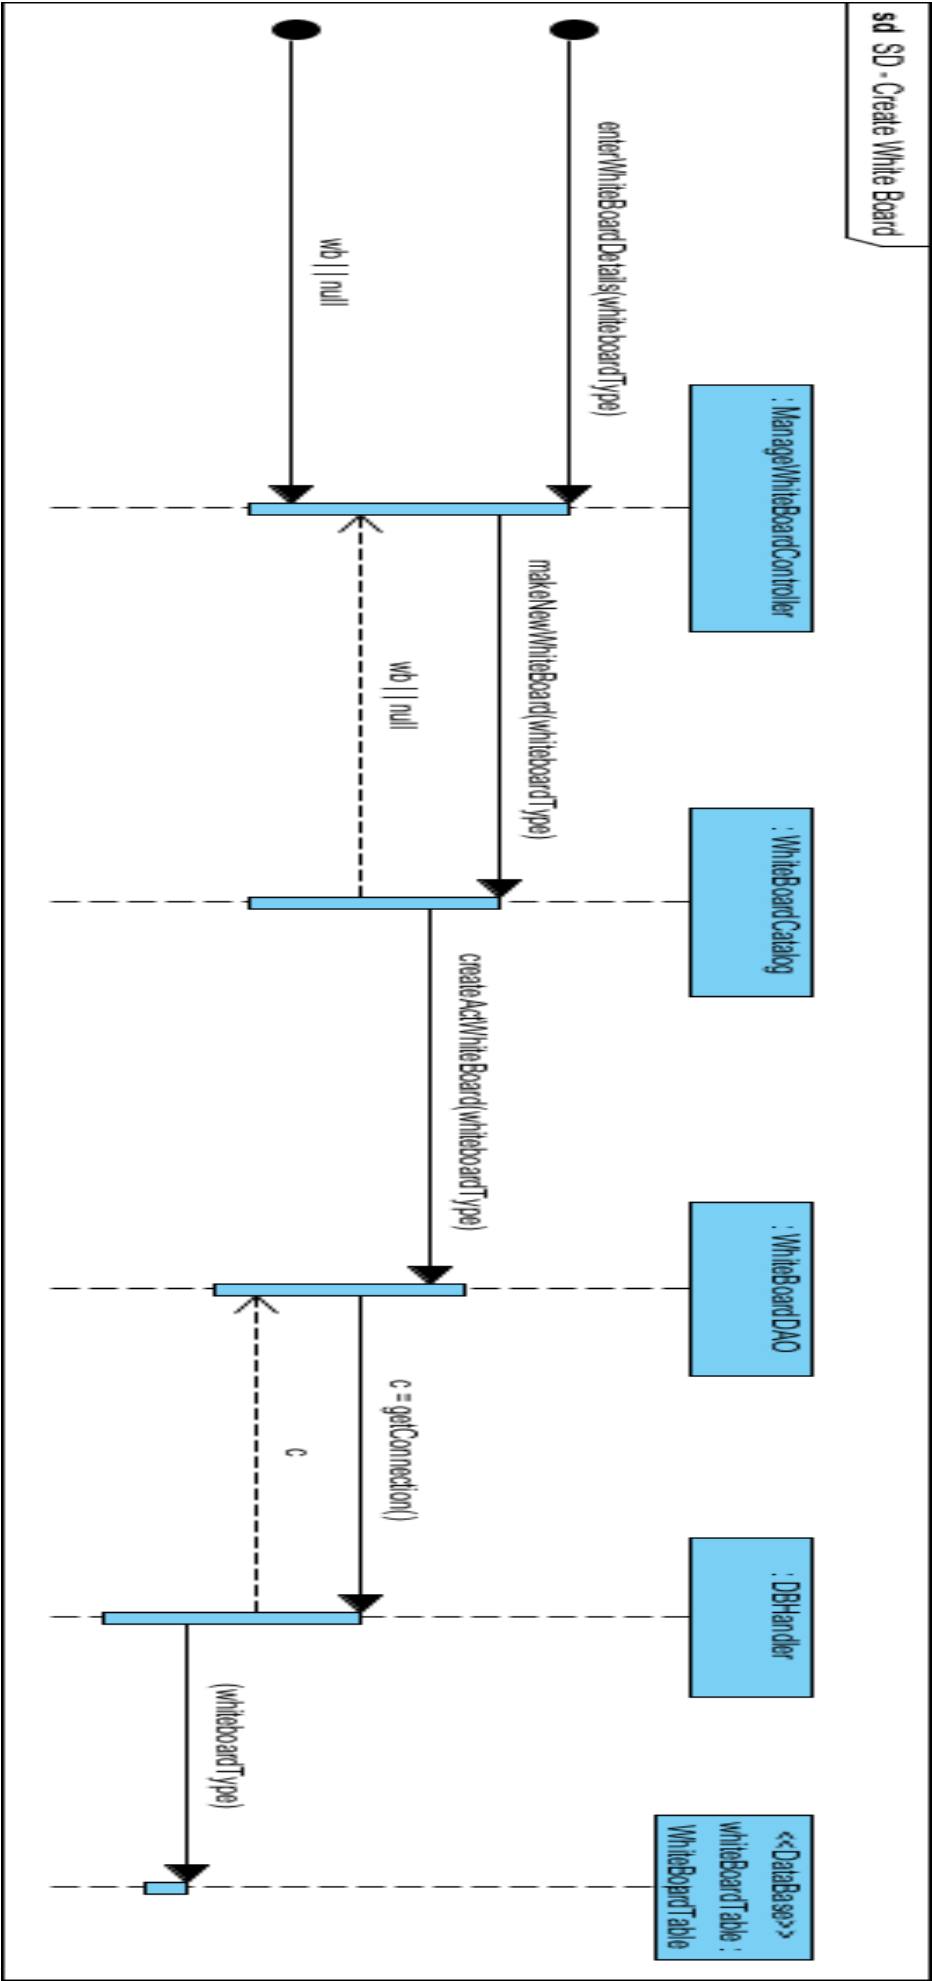 sd SD - Create White Board
: ManageWhiteBoardController
: WhiteBoardCatalog
: WhiteBoardDAO
: DBHandler
<<DataBase>>
whiteBoardTable :
WhiteBoardTable
enterWhiteBoardDetails(whiteboardType)
makeNewWhiteBoard(whiteboardType)
createActWhiteBoard(whiteboardType)
c = getConnection()
wb || null
c
wb || null
(whiteboardType)